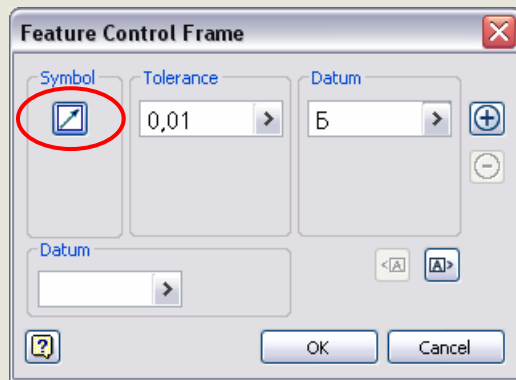 Feature Control Frame
Symbol Tolerance Datum
0,01 Б
Datum
<A A>
OK Cancel